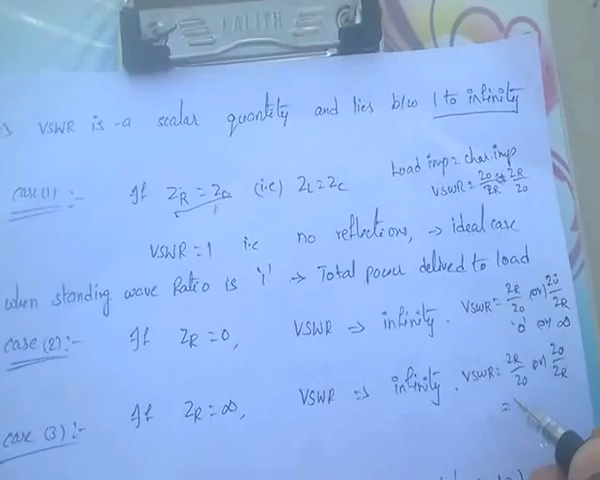 LALITH
VSWR is a scalar quantity and lies b/w 1 to infinity
Load imp = char. imp
case (1) :- If ZR = Z0 (i.e) ZL = ZC VSWR = Z0/ZR or ZR/Z0
VSWR = 1 i.e no reflections, → ideal case
when standing wave Ratio is '1' → Total power delived to load
case (2) :- If ZR = 0, VSWR ⇒ infinity. VSWR = ZR/Z0 (or) Z0/ZR
'0' or ∞
case (3) :- If ZR = ∞, VSWR ⇒ infinity. VSWR = ZR/Z0 (or) Z0/ZR
=